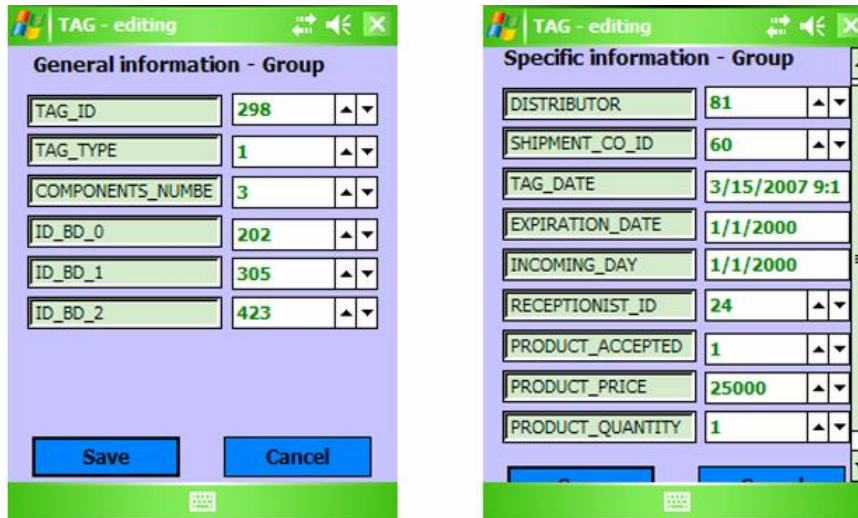 TAG - editing
General information - Group
TAG_ID 298
TAG_TYPE 1
COMPONENTS_NUMBE 3
ID_BD_0 202
ID_BD_1 305
ID_BD_2 423
Save Cancel
TAG - editing
Specific information - Group
DISTRIBUTOR 81
SHIPMENT_CO_ID 60
TAG_DATE 3/15/2007 9:1
EXPIRATION_DATE 1/1/2000
INCOMING_DAY 1/1/2000
RECEPTIONIST_ID 24
PRODUCT_ACCEPTED 1
PRODUCT_PRICE 25000
PRODUCT_QUANTITY 1